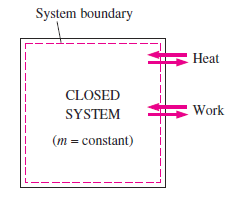 System boundary
Heat
CLOSED
SYSTEM
Work
(m = constant)